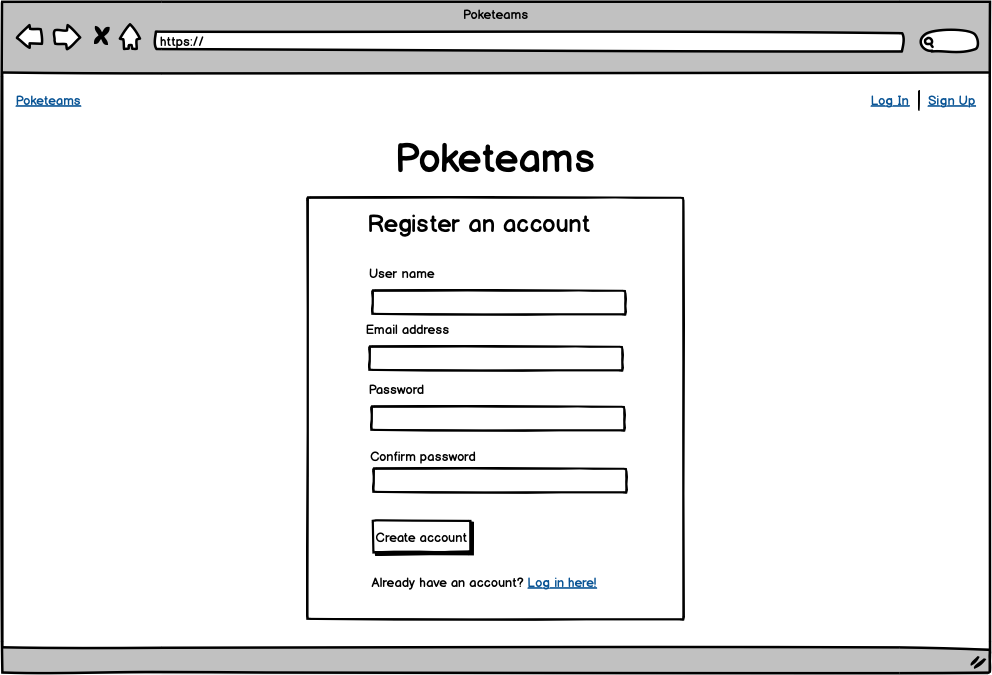 Poketeams
https://
Poketeams
Log In
Sign Up
Poketeams
Register an account
User name
Email address
Password
Confirm password
Create account
Already have an account? Log in here!